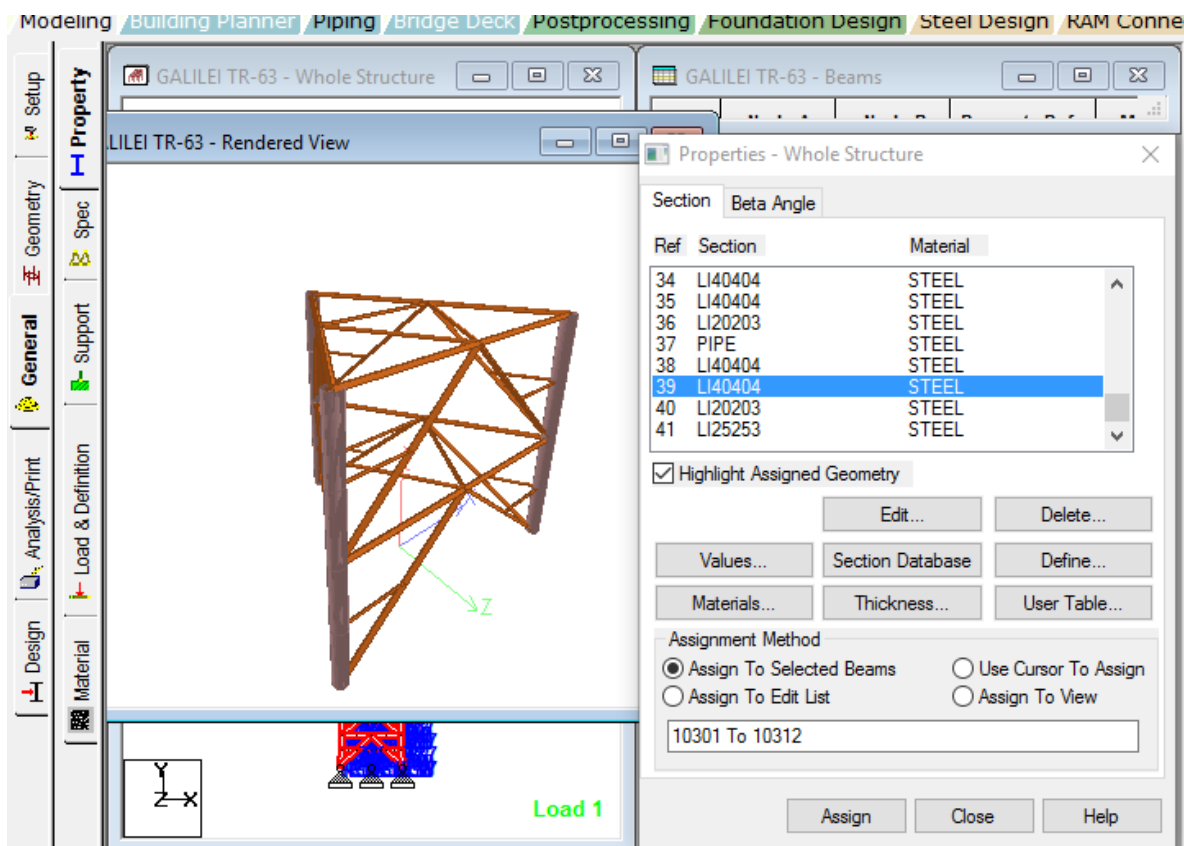 Modeling Building Planner Piping Bridge Deck Postprocessing Foundation Design Steel Design RAM Conne
Setup
Geometry
General
Analysis/Print
Design
Property
Spec
Support
Load & Definition
Material
GALILEI TR-63 - Whole Structure
GALILEI TR-63 - Beams
ALILEI TR-63 - Rendered View
Z
Y
Z X
Load 1
Properties - Whole Structure
Section Beta Angle
Ref Section Material
34 LI40404 STEEL
35 LI40404 STEEL
36 LI20203 STEEL
37 PIPE STEEL
38 LI40404 STEEL
39 LI40404 STEEL
40 LI20203 STEEL
41 LI25253 STEEL
Highlight Assigned Geometry
Edit... Delete...
Values... Section Database Define...
Materials... Thickness... User Table...
Assignment Method
Assign To Selected Beams Use Cursor To Assign
Assign To Edit List Assign To View
10301 To 10312
Assign Close Help